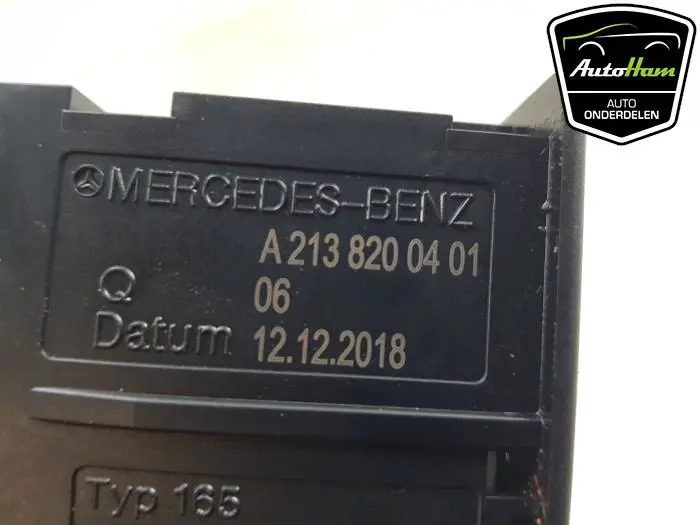 AutoHam
AUTO
ONDERDELEN
MERCEDES-BENZ
A 213 820 04 01
Q 06
Datum 12.12.2018
Typ 165